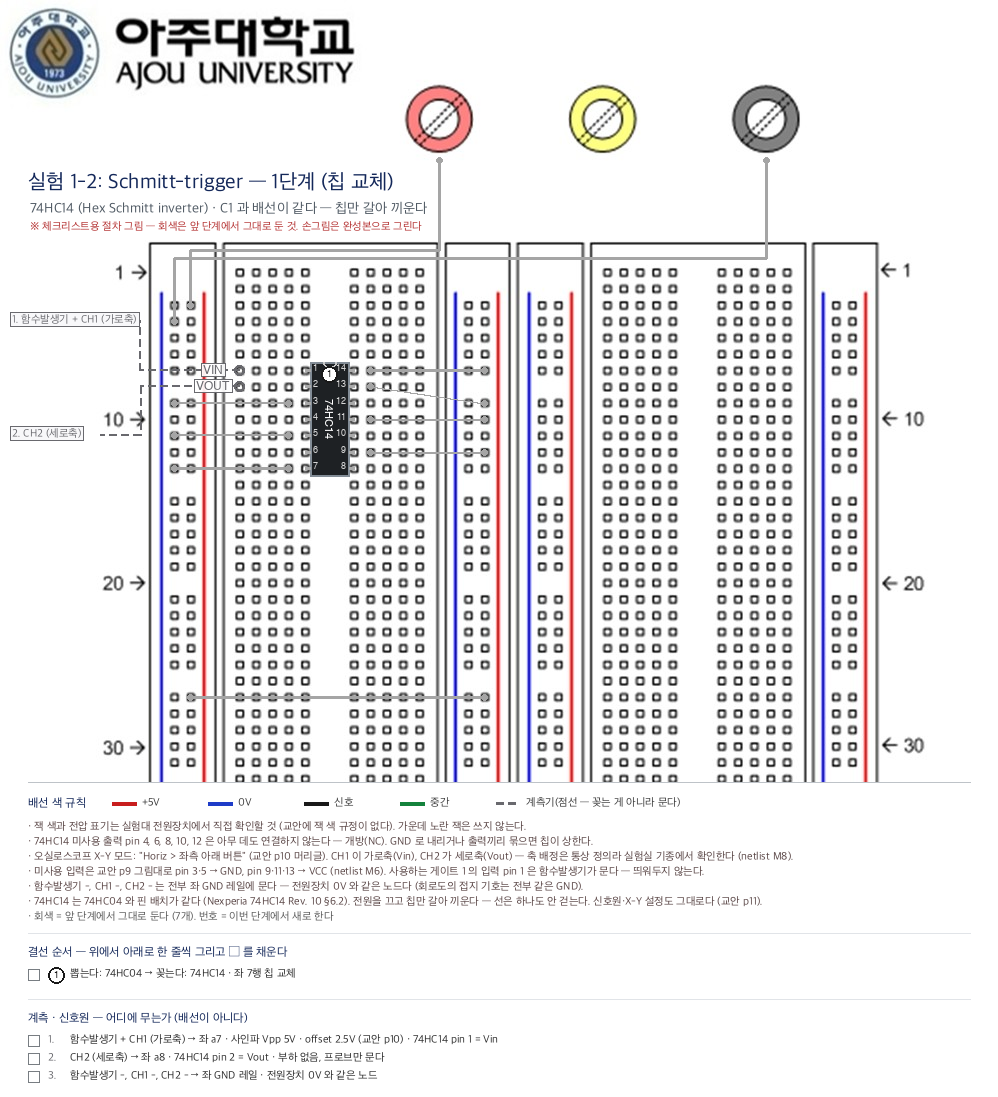 아주대학교
AJOU UNIVERSITY
아주대학교
1973
AJOU UNIVERSITY
실험 1-2: Schmitt-trigger — 1단계 (칩 교체)
74HC14 (Hex Schmitt inverter) · C1 과 배선이 같다 — 칩만 갈아 끼운다
※ 체크리스트용 절차 그림 — 회색은 앞 단계에서 그대로 둔 것. 손그림은 완성본으로 그린다
1 →
← 1
1. 함수발생기 + CH1 (가로축)
VIN
VOUT
1 14
1
2 13
3 12
4 11
5 10
6 9
7 8
74HC14
10 →
← 10
2. CH2 (세로축)
20 →
← 20
30 →
← 30
배선 색 규칙 +5V 0V 신호 중간 계측기(점선 — 꽂는 게 아니라 문다)
· 잭 색과 전압 표기는 실험대 전원장치에서 직접 확인할 것 (교안에 잭 색 규정이 없다). 가운데 노란 잭은 쓰지 않는다.
· 74HC14 미사용 출력 pin 4, 6, 8, 10, 12 은 아무 데도 연결하지 않는다 — 개방(NC). GND 로 내리거나 출력끼리 묶으면 칩이 상한다.
· 오실로스코프 X-Y 모드: "Horiz > 좌측 아래 버튼" (교안 p10 머리글). CH1 이 가로축(Vin), CH2 가 세로축(Vout) — 축 배정은 통상 정의라 실험실 기종에서 확인한다 (netlist M8).
· 미사용 입력은 교안 p9 그림대로 pin 3·5 → GND, pin 9·11·13 → VCC (netlist M6). 사용하는 게이트 1의 입력 pin 1 은 함수발생기가 문다 — 띄워두지 않는다.
· 함수발생기 -, CH1 -, CH2 - 는 전부 좌 GND 레일에 문다 — 전원장치 0V 와 같은 노드다 (회로도의 접지 기호는 전부 같은 GND).
· 74HC14 는 74HC04 와 핀 배치가 같다 (Nexperia 74HC14 Rev. 10 §6.2). 전원을 끄고 칩만 갈아 끼운다 — 선은 하나도 안 걷는다. 신호원·X-Y 설정도 그대로다 (교안 p11).
· 회색 = 앞 단계에서 그대로 둔다 (7개). 번호 = 이번 단계에서 새로 한다
결선 순서 — 위에서 아래로 한 줄씩 그리고 □ 를 채운다
1 뽑는다: 74HC04 → 꽂는다: 74HC14 · 좌 7행 칩 교체
계측 · 신호원 — 어디에 무는가 (배선이 아니다)
1. 함수발생기 + CH1 (가로축) → 좌 a7 · 사인파 Vpp 5V · offset 2.5V (교안 p10) · 74HC14 pin 1 = Vin
2. CH2 (세로축) → 좌 a8 · 74HC14 pin 2 = Vout · 부하 없음, 프로브만 문다
3. 함수발생기 -, CH1 -, CH2 - → 좌 GND 레일 · 전원장치 0V 와 같은 노드